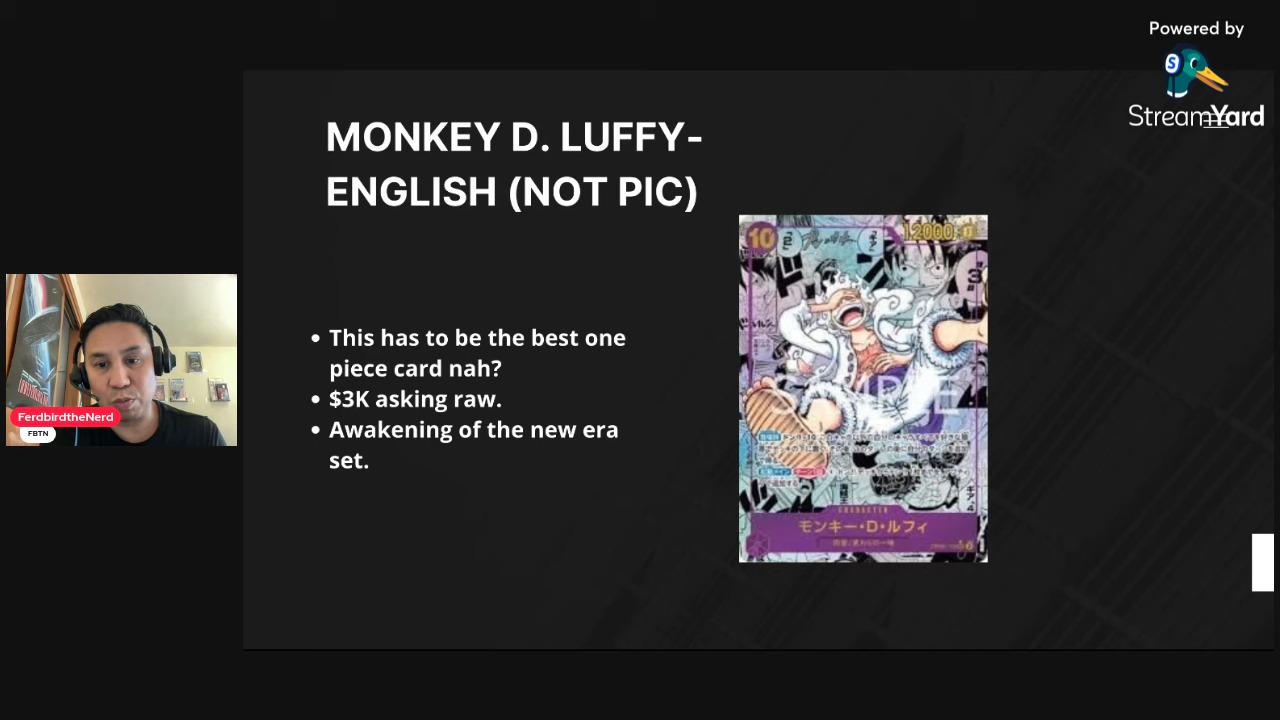 Powered by
StreamYard
MONKEY D. LUFFY-
ENGLISH (NOT PIC)
This has to be the best one
piece card nah?
$3K asking raw.
Awakening of the new era
set.
FerdbirdtheNerd
FBTN
10
12000
CHARACTER
モンキー・D・ルフィ